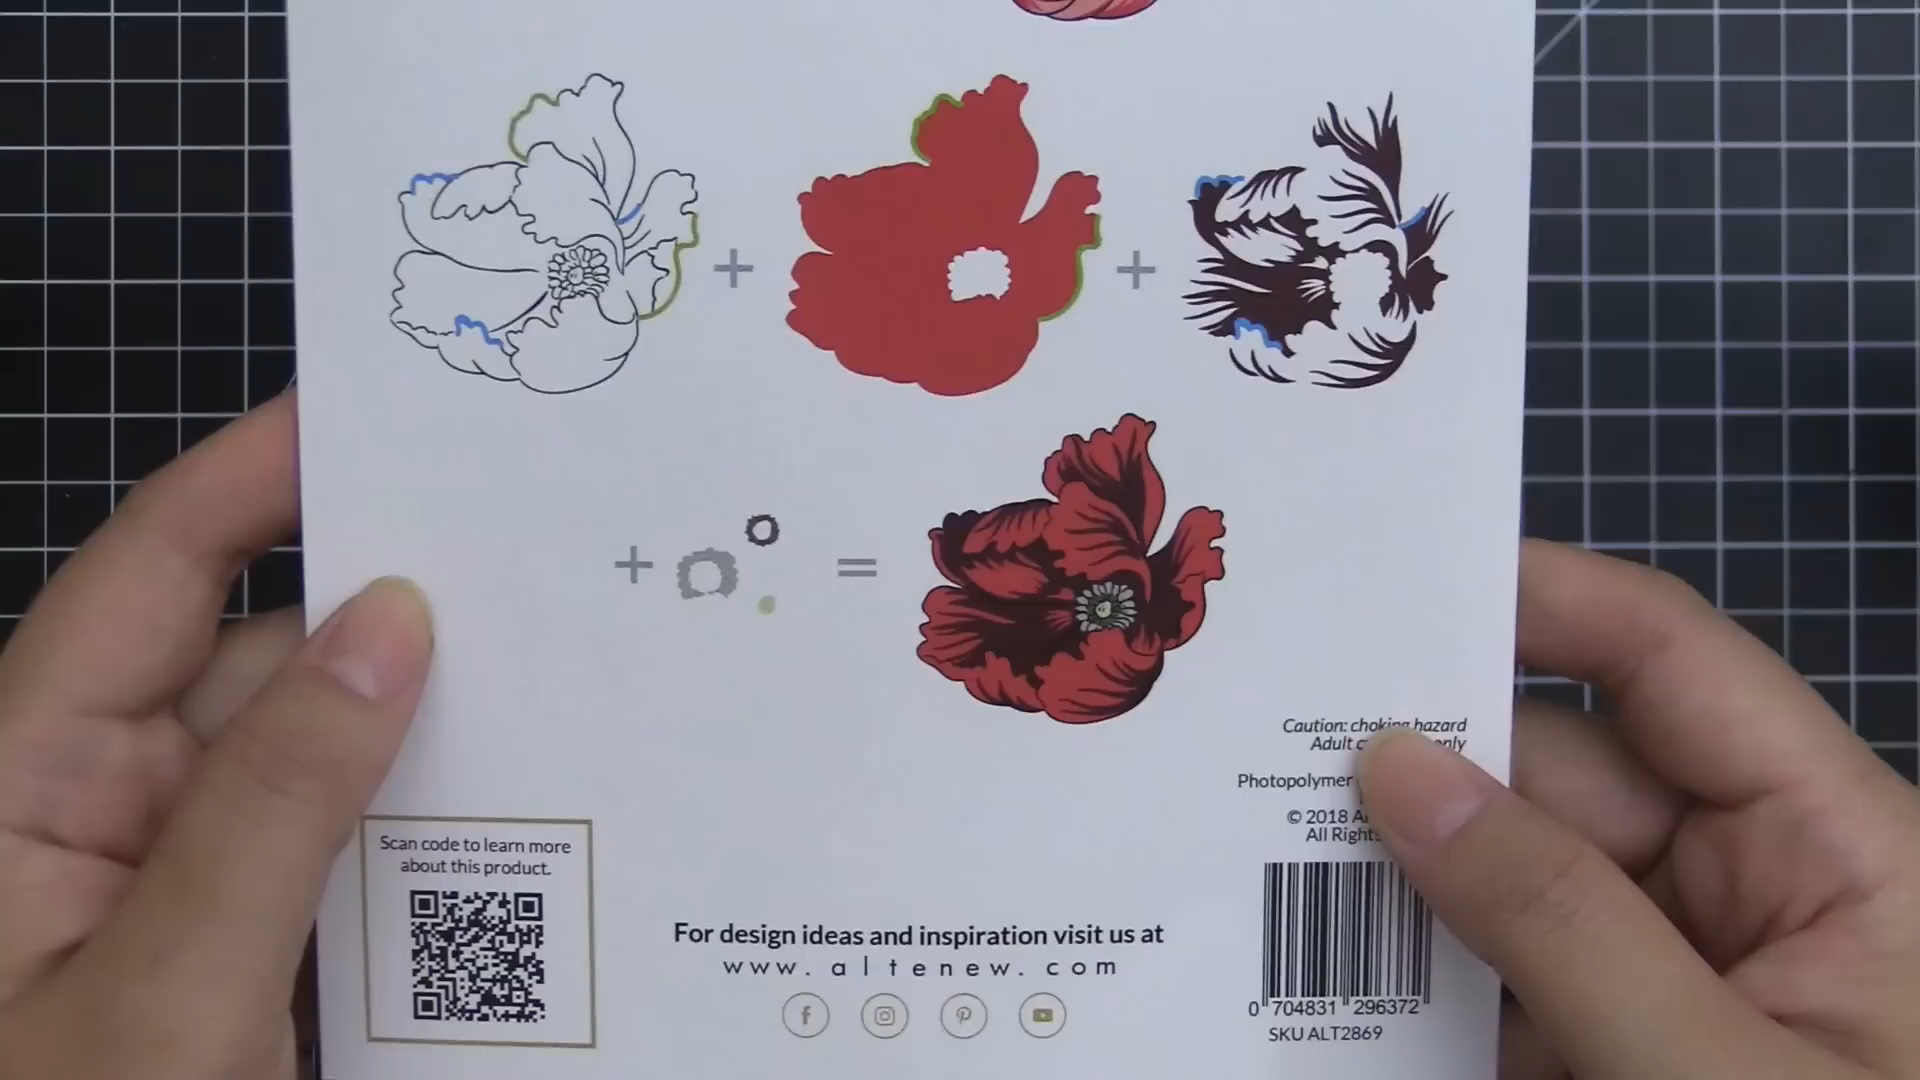 Caution: choking hazard
Adult only
Photopolymer
© 2018
All Rights
Scan code to learn more
about this product.
For design ideas and inspiration visit us at
www.altenew.com
0 704831 296372
SKU ALT2869